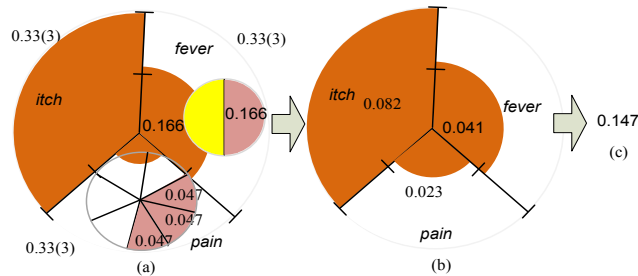 0.33(3)
fever
0.33(3)
itch
0.166
0.166
0.047
0.047
0.047
0.33(3)
pain
(a)
itch
0.082
fever
0.041
0.023
pain
(b)
0.147
(c)